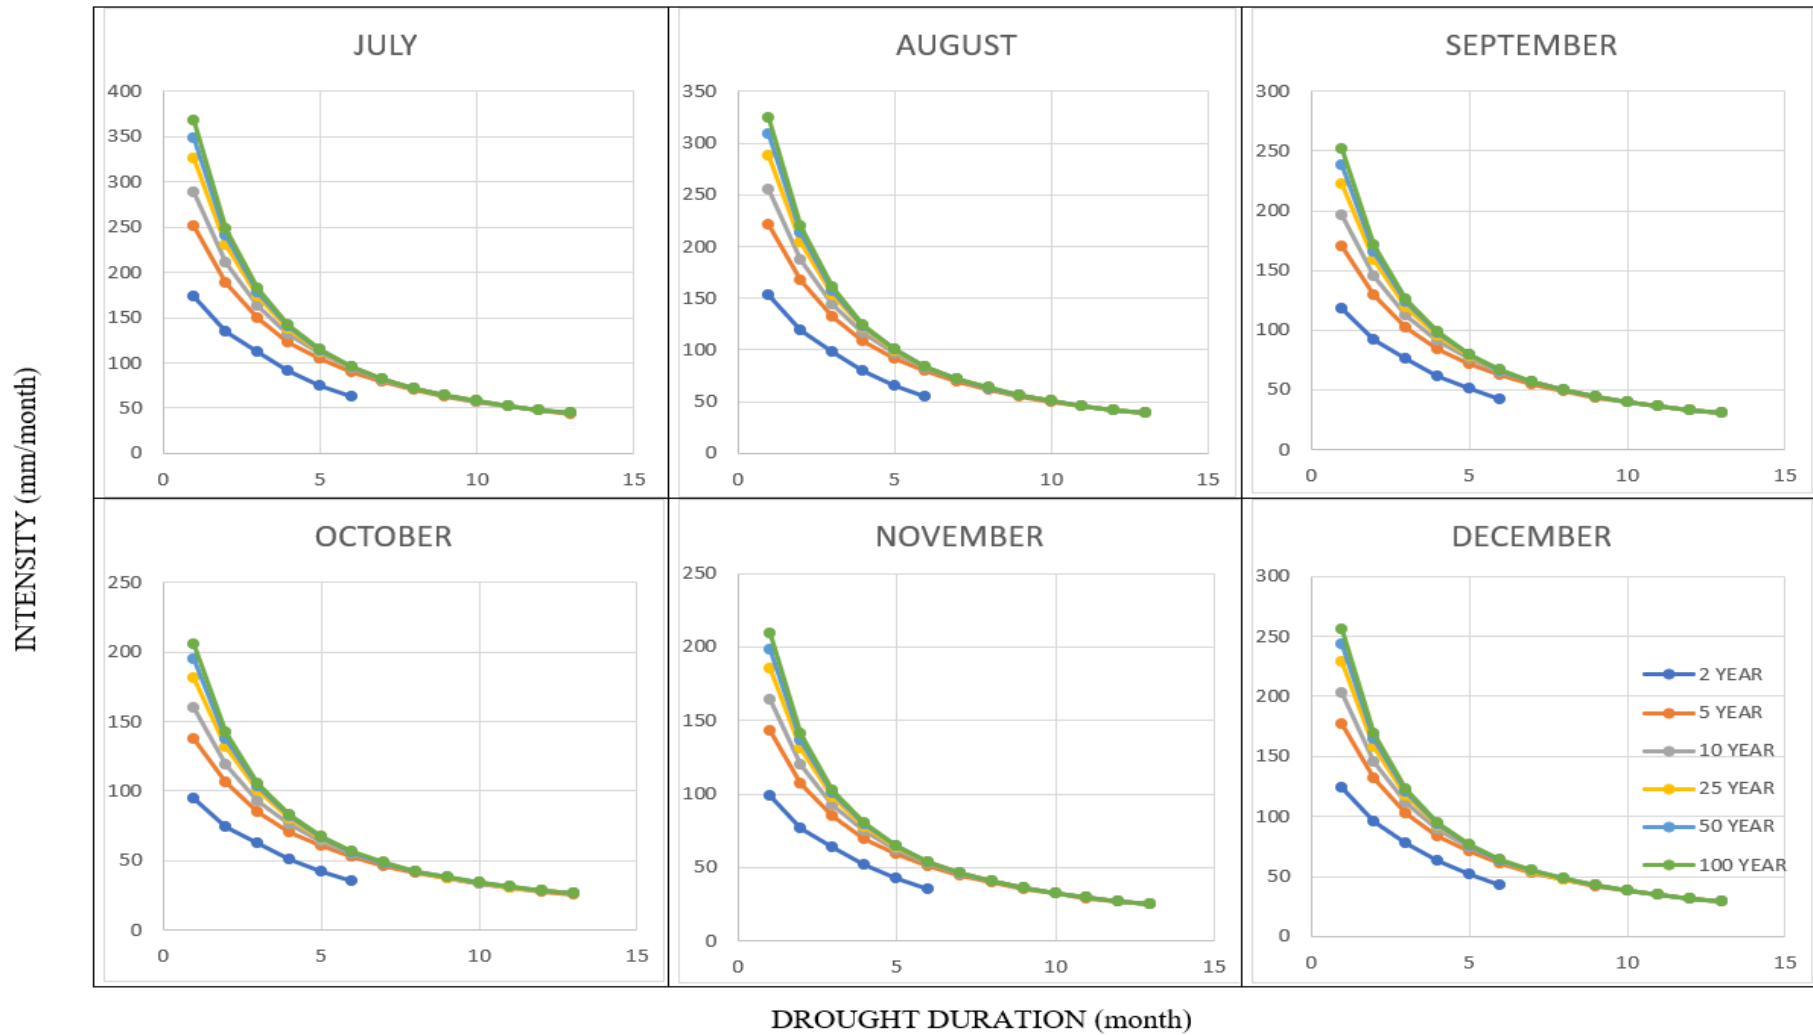 INTENSITY (mm/month)
JULY
400
350
300
250
200
150
100
50
0
0 5 10 15
AUGUST
350
300
250
200
150
100
50
0
0 5 10 15
SEPTEMBER
300
250
200
150
100
50
0
0 5 10 15
OCTOBER
250
200
150
100
50
0
0 5 10 15
NOVEMBER
250
200
150
100
50
0
0 5 10 15
DECEMBER
300
250
200
150
100
50
0
0 5 10 15
2 YEAR
5 YEAR
10 YEAR
25 YEAR
50 YEAR
100 YEAR
DROUGHT DURATION (month)